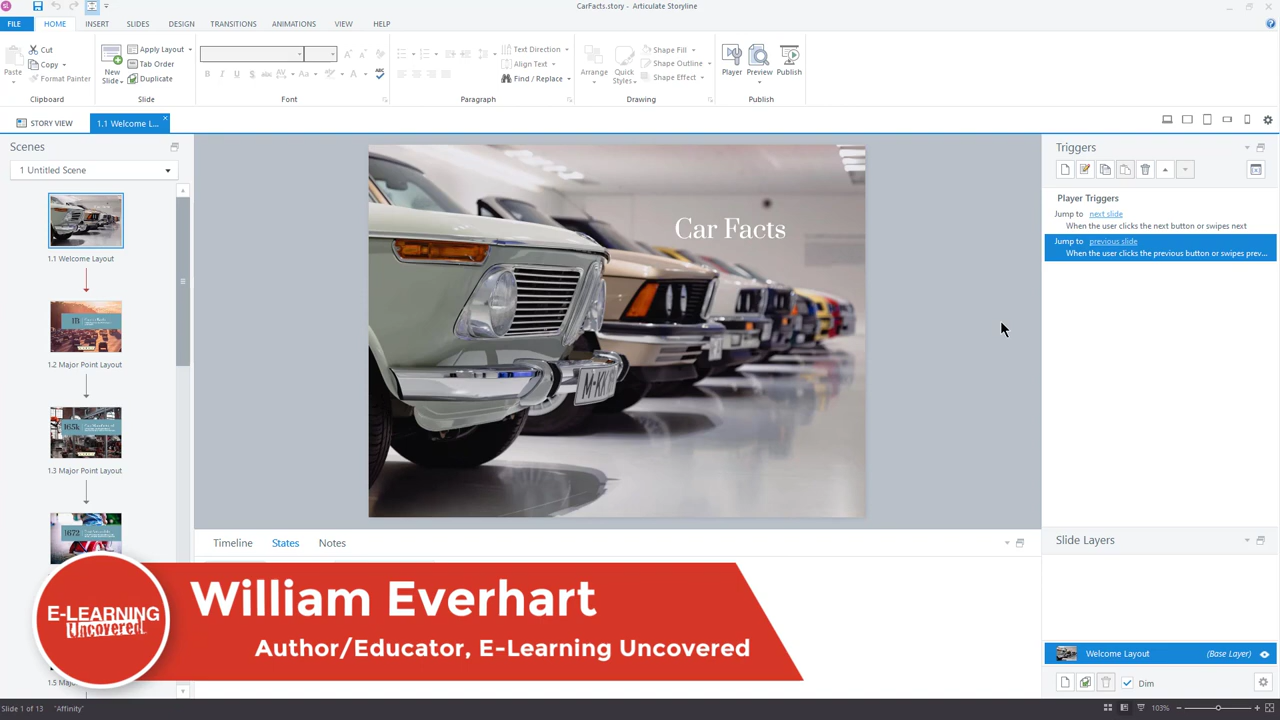 CarFacts.story - Articulate Storyline
FILE HOME INSERT SLIDES DESIGN TRANSITIONS ANIMATIONS VIEW HELP
Paste
Cut
Copy
Format Painter
Clipboard
New
Slide
Apply Layout
Tab Order
Duplicate
Slide
B I U S abc AV Aa A
Font
Text Direction
Align Text
Find / Replace
Paragraph
Arrange
Quick
Styles
Shape Fill
Shape Outline
Shape Effect
Drawing
Player
Preview
Publish
Publish
STORY VIEW
1.1 Welcome L...
Scenes
1 Untitled Scene
1.1 Welcome Layout
1.2 Major Point Layout
165k
1.3 Major Point Layout
1672
Car Facts
M-KK
Triggers
Player Triggers
Jump to next slide
When the user clicks the next button or swipes next
Jump to previous slide
When the user clicks the previous button or swipes prev...
Timeline States Notes
Slide Layers
Welcome Layout (Base Layer)
Dim
E-LEARNING
Uncovered
William Everhart
Author/Educator, E-Learning Uncovered
Slide 1 of 13 "Affinity"
103%